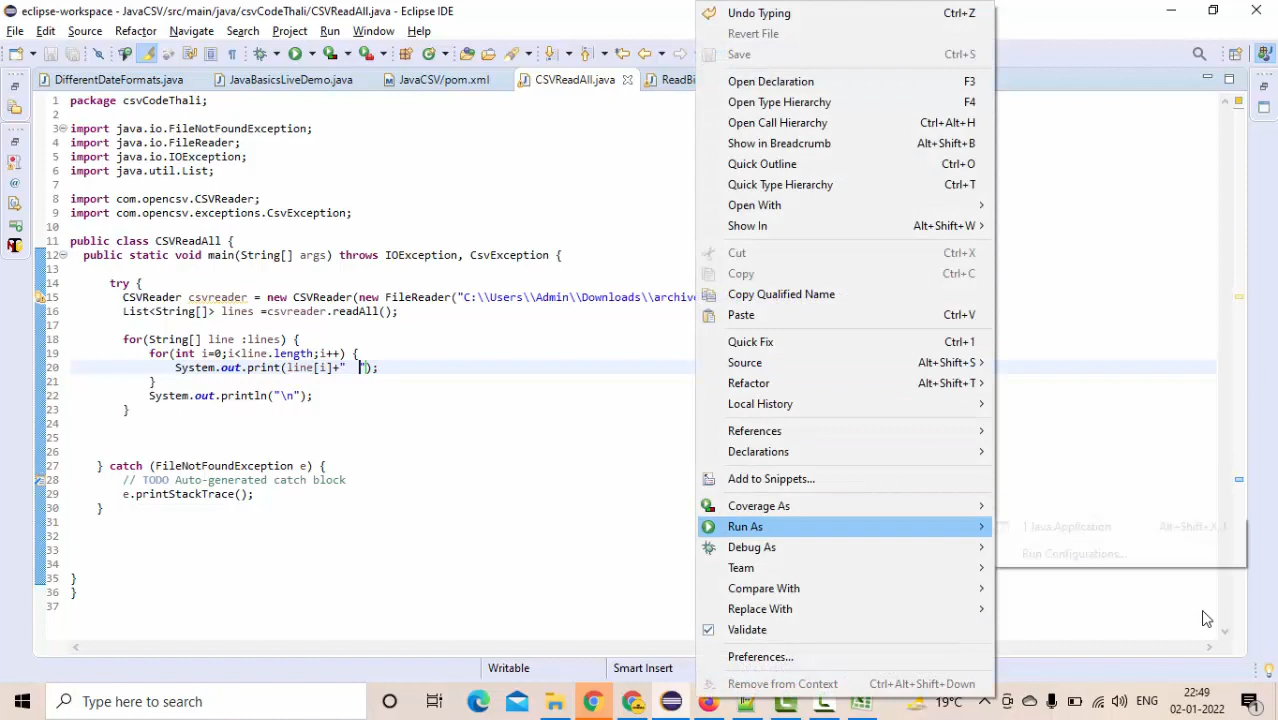 eclipse-workspace - JavaCSV/src/main/java/csvCodeThali/CSVReadAll.java - Eclipse IDE
File Edit Source Refactor Navigate Search Project Run Window Help
DifferentDateFormats.java JavaBasicsLiveDemo.java JavaCSV/pom.xml CSVReadAll.java ReadBi
1 package csvCodeThali;
2
3 import java.io.FileNotFoundException;
4 import java.io.FileReader;
5 import java.io.IOException;
6 import java.util.List;
7
8 import com.opencsv.CSVReader;
9 import com.opencsv.exceptions.CsvException;
10
11 public class CSVReadAll {
12 public static void main(String[] args) throws IOException, CsvException {
13
14 try {
15 CSVReader csvreader = new CSVReader(new FileReader("C:\\Users\\Admin\\Downloads\\archive
16 List<String[]> lines =csvreader.readAll();
17
18 for(String[] line :lines) {
19 for(int i=0;i<line.length;i++) {
20 System.out.print(line[i]+"  ");
21 }
22 System.out.println("\n");
23 }
24
25
26
27 } catch (FileNotFoundException e) {
28 // TODO Auto-generated catch block
29 e.printStackTrace();
30 }
31
32
33
34
35 }
36 }
37
Undo Typing Ctrl+Z
Revert File
Save Ctrl+S
Open Declaration F3
Open Type Hierarchy F4
Open Call Hierarchy Ctrl+Alt+H
Show in Breadcrumb Alt+Shift+B
Quick Outline Ctrl+O
Quick Type Hierarchy Ctrl+T
Open With
Show In Alt+Shift+W
Cut Ctrl+X
Copy Ctrl+C
Copy Qualified Name
Paste Ctrl+V
Quick Fix Ctrl+1
Source Alt+Shift+S
Refactor Alt+Shift+T
Local History
References
Declarations
Add to Snippets...
Coverage As
Run As
Debug As
Team
Compare With
Replace With
Validate
Preferences...
Remove from Context Ctrl+Alt+Shift+Down
1 Java Application Alt+Shift+X, J
Run Configurations...
Writable Smart Insert
Type here to search
19°C ENG 22:49
02-01-2022